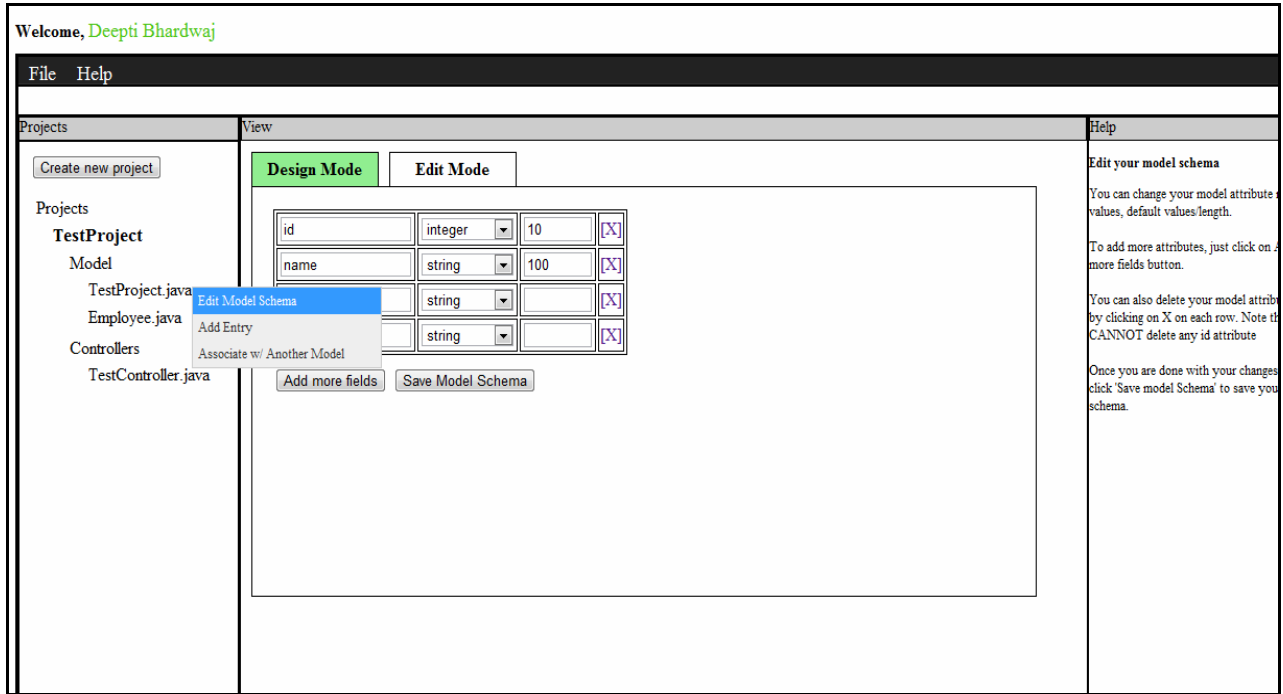 Welcome, Deepti Bhardwaj
File Help
Projects
View
Help
Create new project
Projects
TestProject
Model
TestProject.java
Employee.java
Controllers
TestController.java
Edit Model Schema
Add Entry
Associate w/ Another Model
Design Mode
Edit Mode
id integer 10 [X]
name string 100 [X]
string [X]
string [X]
Add more fields
Save Model Schema
Edit your model schema
You can change your model attribute
values, default values/length.
To add more attributes, just click on
more fields button.
You can also delete your model
by clicking on X on each row. Note
CANNOT delete any id attribute
Once you are done with your changes
click 'Save model Schema' to save
schema.